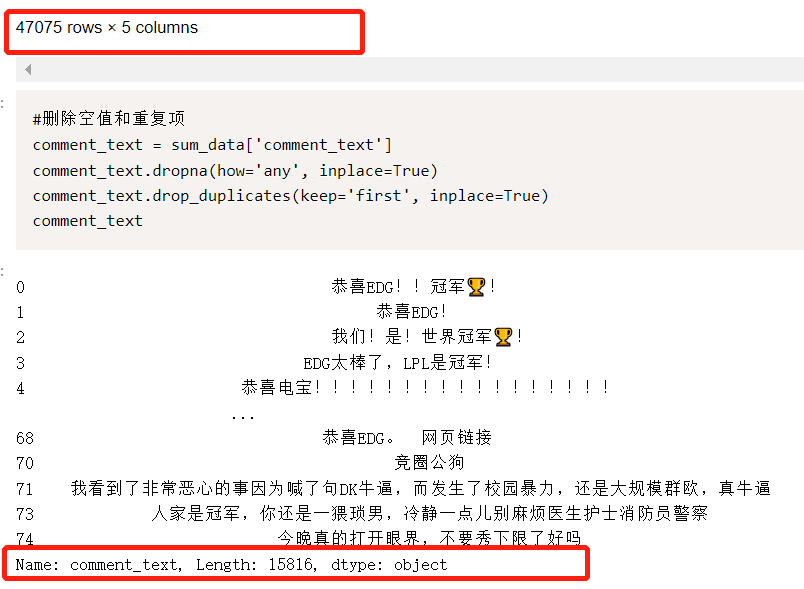 47075 rows × 5 columns
:
#删除空值和重复项
comment_text = sum_data['comment_text']
comment_text.dropna(how='any', inplace=True)
comment_text.drop_duplicates(keep='first', inplace=True)
comment_text
:
0 恭喜EDG！！冠军🏆！
1 恭喜EDG！
2 我们！是！世界冠军🏆！
3 EDG太棒了，LPL是冠军！
4 恭喜电宝！！！！！！！！！！！！！！！！！
...
68 恭喜EDG。 网页链接
70 竞圈公狗
71 我看到了非常恶心的事因为喊了句DK牛逼，而发生了校园暴力，还是大规模群欧，真牛逼
73 人家是冠军，你还是一猥琐男，冷静一点儿别麻烦医生护士消防员警察
74 今晚真的打开眼界，不要秀下限了好吗
Name: comment_text, Length: 15816, dtype: object